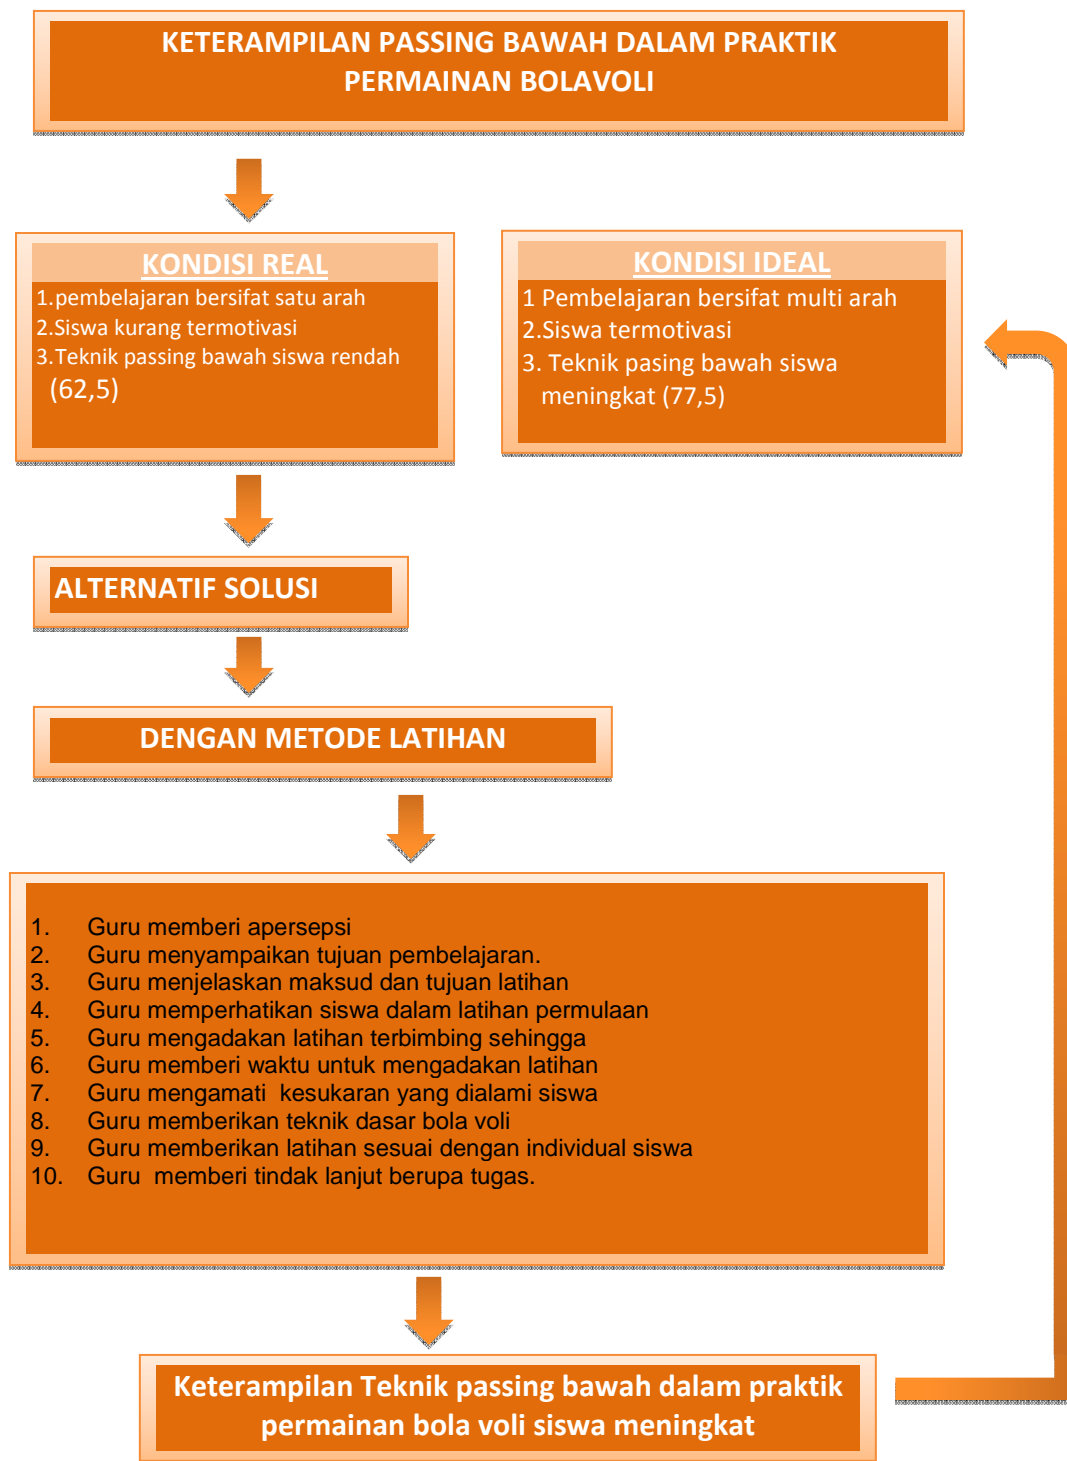 KETERAMPILAN PASSING BAWAH DALAM PRAKTIK
PERMAINAN BOLAVOLI
KONDISI REAL
1.pembelajaran bersifat satu arah
2.Siswa kurang termotivasi
3.Teknik passing bawah siswa rendah
(62,5)
KONDISI IDEAL
1 Pembelajaran bersifat multi arah
2.Siswa termotivasi
3. Teknik pasing bawah siswa
meningkat (77,5)
ALTERNATIF SOLUSI
DENGAN METODE LATIHAN
1. Guru memberi apersepsi
2. Guru menyampaikan tujuan pembelajaran.
3. Guru menjelaskan maksud dan tujuan latihan
4. Guru memperhatikan siswa dalam latihan permulaan
5. Guru mengadakan latihan terbimbing sehingga
6. Guru memberi waktu untuk mengadakan latihan
7. Guru mengamati kesukaran yang dialami siswa
8. Guru memberikan teknik dasar bola voli
9. Guru memberikan latihan sesuai dengan individual siswa
10. Guru memberi tindak lanjut berupa tugas.
Keterampilan Teknik passing bawah dalam praktik
permainan bola voli siswa meningkat